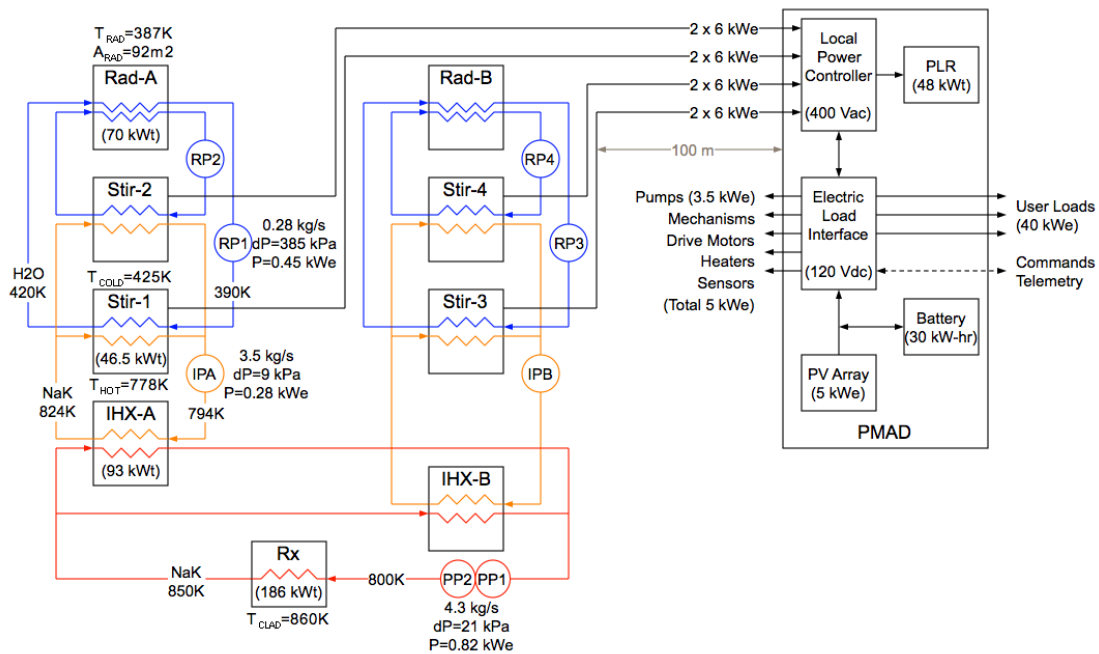 T_RAD=387K
A_RAD=92m2
Rad-A
(70 kWt)
RP2
Stir-2
RP1
0.28 kg/s
dP=385 kPa
P=0.45 kWe
H2O
420K
T_COLD=425K
390K
Stir-1
(46.5 kWt)
T_HOT=778K
IPA
3.5 kg/s
dP=9 kPa
P=0.28 kWe
NaK
824K
794K
IHX-A
(93 kWt)
Rad-B
RP4
Stir-4
RP3
Stir-3
IPB
IHX-B
Rx
(186 kWt)
T_CLAD=860K
NaK
850K
800K
PP2
PP1
4.3 kg/s
dP=21 kPa
P=0.82 kWe
2 x 6 kWe
2 x 6 kWe
2 x 6 kWe
2 x 6 kWe
100 m
Local
Power
Controller
(400 Vac)
PLR
(48 kWt)
Pumps (3.5 kWe)
Mechanisms
Drive Motors
Heaters
Sensors
(Total 5 kWe)
Electric
Load
Interface
(120 Vdc)
User Loads
(40 kWe)
Commands
Telemetry
Battery
(30 kW-hr)
PV Array
(5 kWe)
PMAD